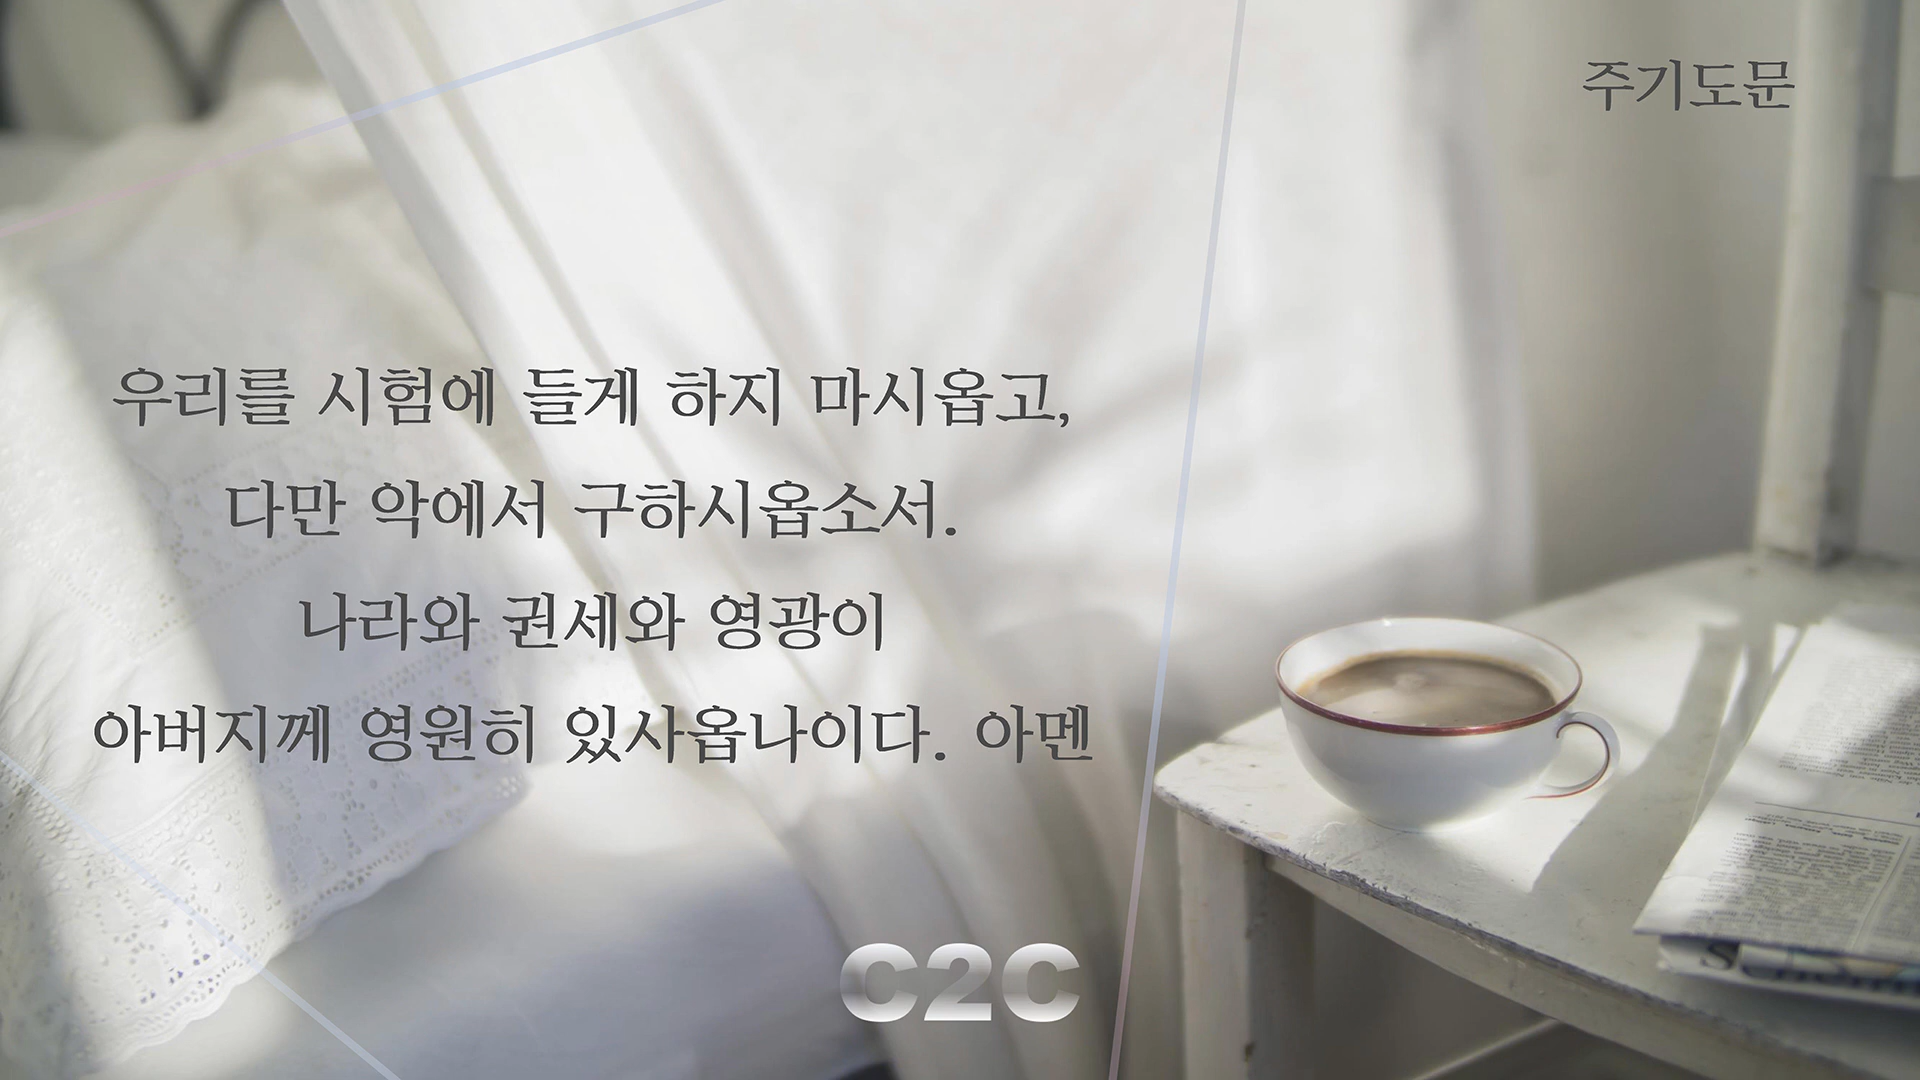 주기도문
우리를 시험에 들게 하지 마시옵고,
다만 악에서 구하시옵소서.
나라와 권세와 영광이
아버지께 영원히 있사옵나이다. 아멘
C2C